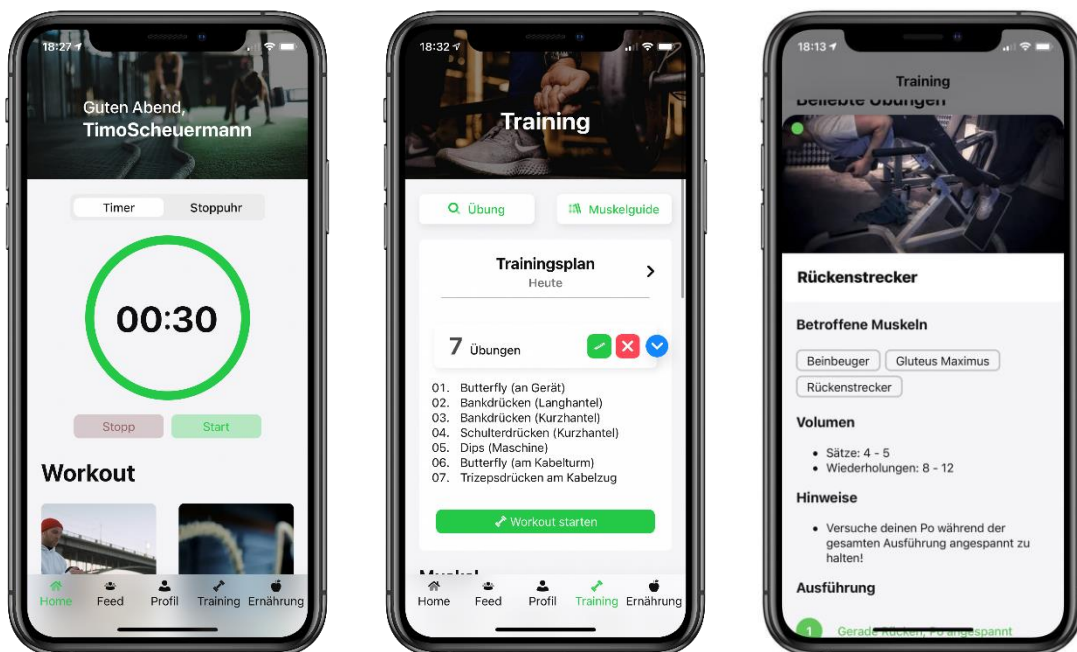 18:27
Guten Abend,
TimoScheuermann
Timer
Stoppuhr
00:30
Stopp
Start
Workout
Home
Feed
Profil
Training
Ernährung
18:32
Training
Übung
Muskelguide
Trainingsplan
Heute
7 Übungen
01. Butterfly (an Gerät)
02. Bankdrücken (Langhantel)
03. Bankdrücken (Kurzhantel)
04. Schulterdrücken (Kurzhantel)
05. Dips (Maschine)
06. Butterfly (am Kabelturm)
07. Trizepsdrücken am Kabelzug
Workout starten
Muskel
Home
Feed
Profil
Training
Ernährung
18:13
Training
Beliebte Übungen
Rückenstrecker
Betroffene Muskeln
Beinbeuger
Gluteus Maximus
Rückenstrecker
Volumen
• Sätze: 4 - 5
• Wiederholungen: 8 - 12
Hinweise
• Versuche deinen Po während der
gesamten Ausführung angespannt zu
halten!
Ausführung
1 Gerade Rücken, Po angespannt